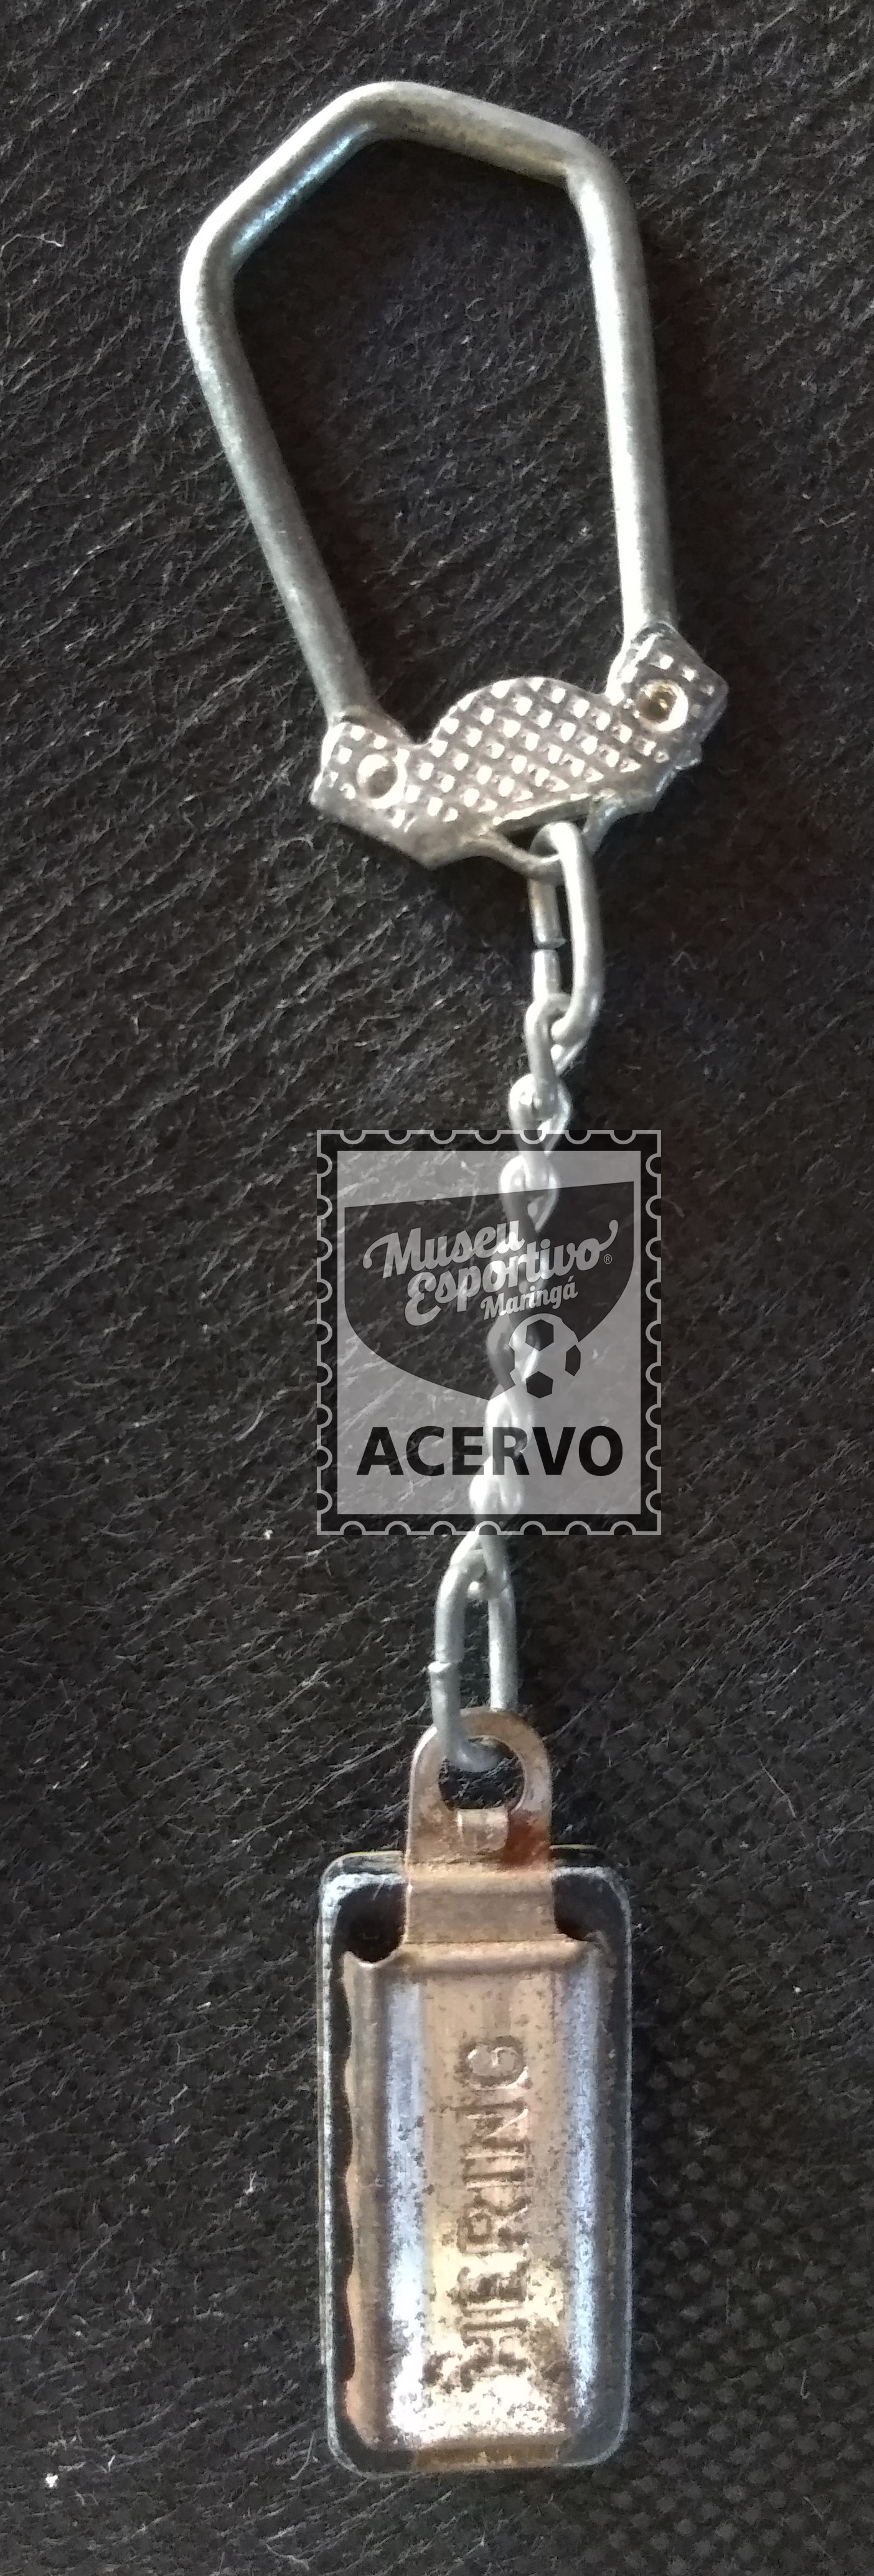 Museu
Esportivo®
Maringá
ACERVO
HERING